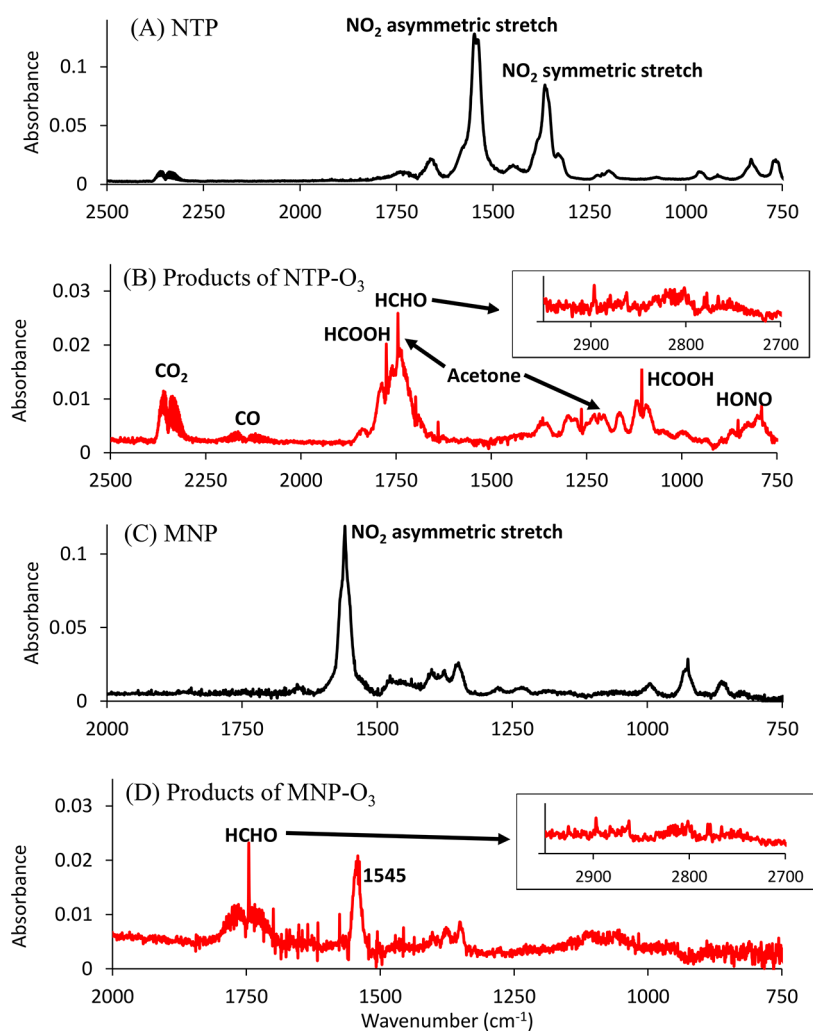 (A) NTP
NO₂ asymmetric stretch
NO₂ symmetric stretch
Absorbance
0.1
0.05
0
2500 2250 2000 1750 1500 1250 1000 750
(B) Products of NTP-O₃
HCHO
HCOOH
Acetone
HCOOH
HONO
CO₂
CO
2900 2800 2700
Absorbance
0.03
0.02
0.01
0
2500 2250 2000 1750 1500 1250 1000 750
(C) MNP
NO₂ asymmetric stretch
Absorbance
0.1
0.05
0
2000 1750 1500 1250 1000 750
(D) Products of MNP-O₃
HCHO
1545
2900 2800 2700
Absorbance
0.03
0.02
0.01
0
2000 1750 1500 1250 1000 750
Wavenumber (cm⁻¹)